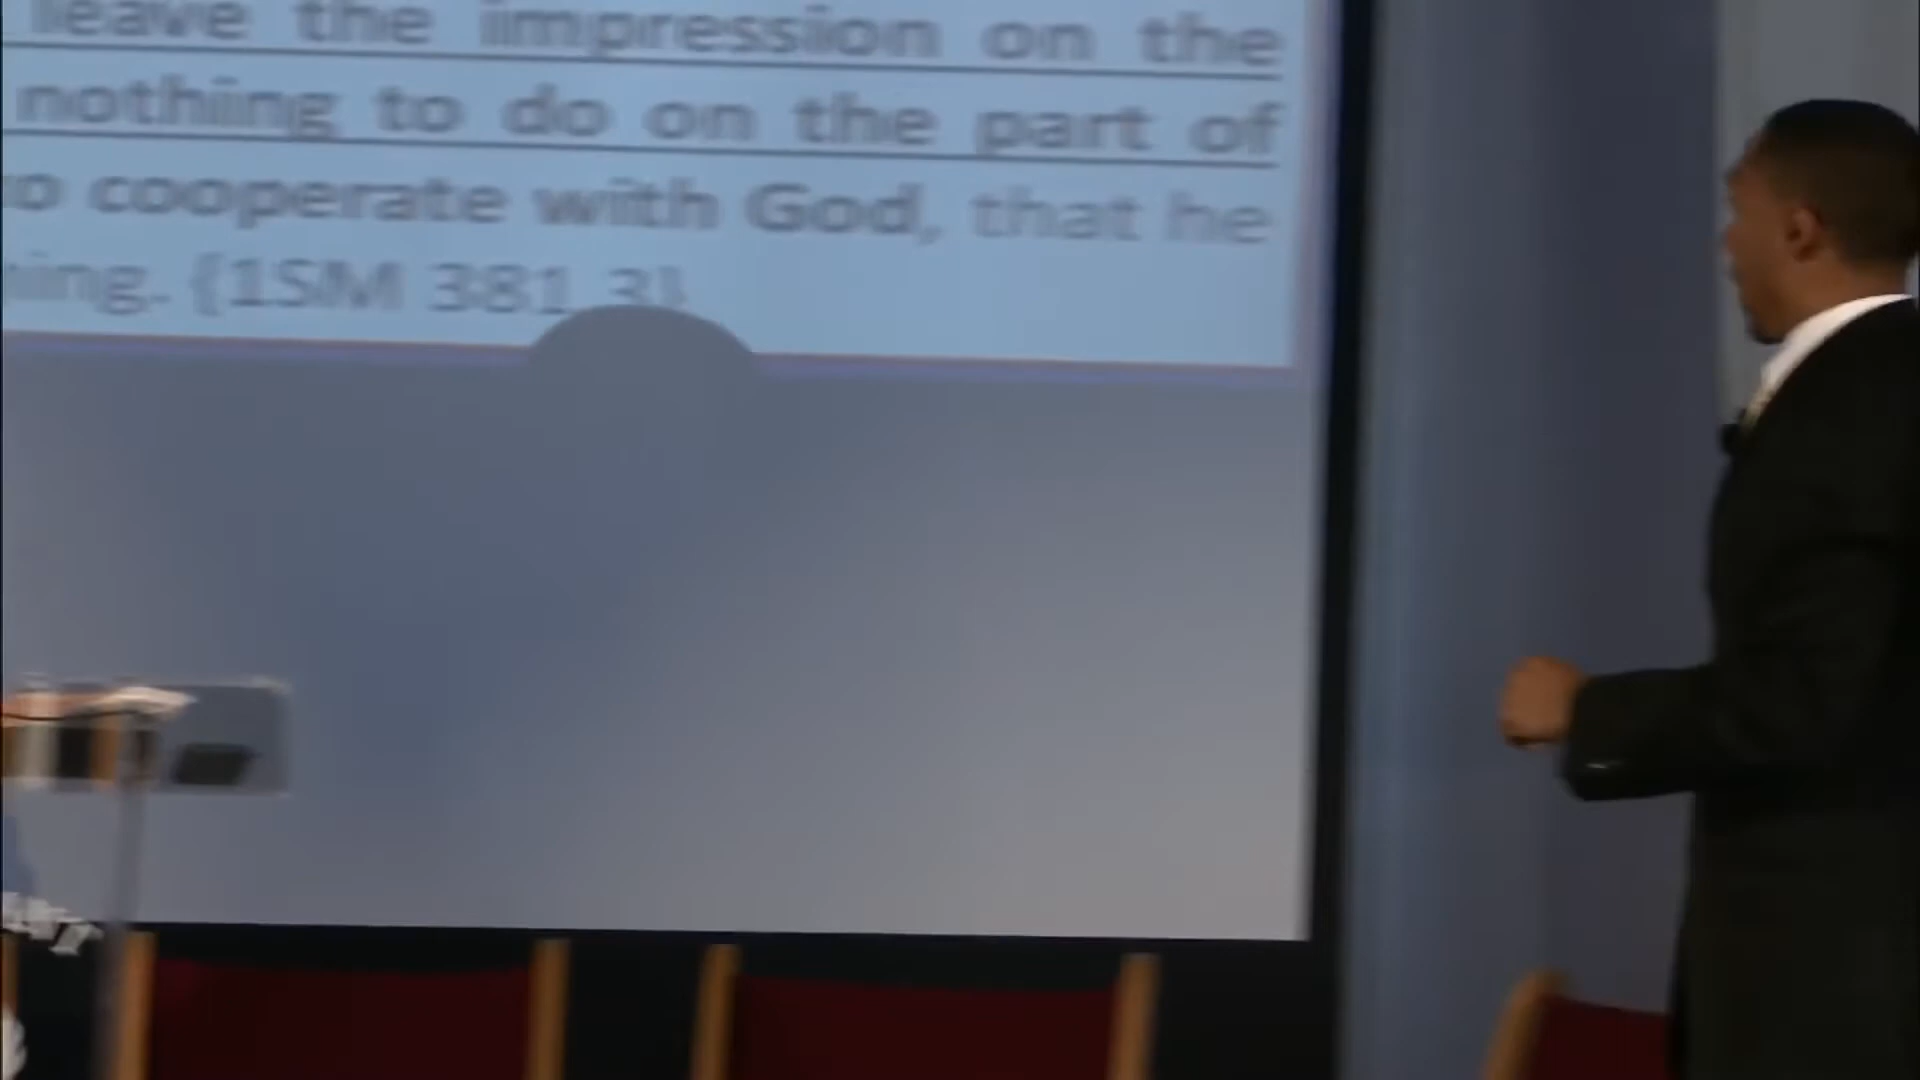 leave the impression on the
nothing to do on the part of
to cooperate with God, that he
{1SM 381.3}